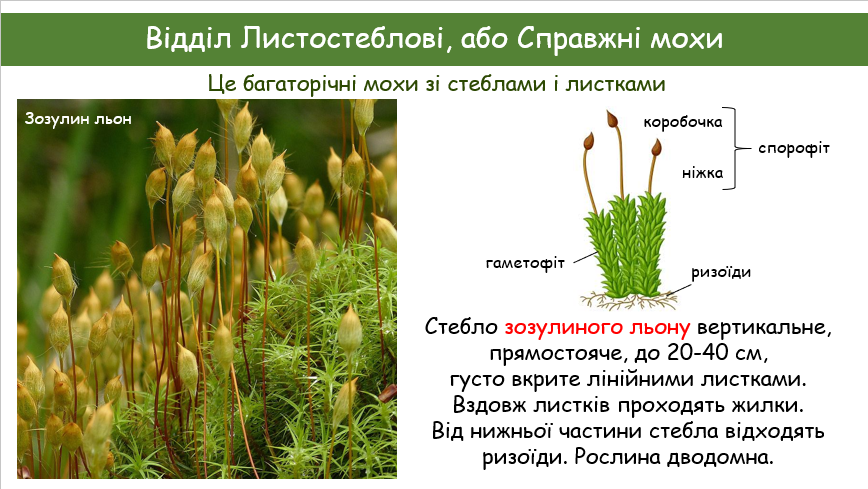 Відділ Листостеблові, або Справжні мохи
Це багаторічні мохи зі стеблами і листками
Зозулин льон
коробочка
спорофіт
ніжка
гаметофіт
ризоїди
Стебло зозулиного льону вертикальне,
прямостояче, до 20-40 см,
густо вкрите лінійними листками.
Вздовж листків проходять жилки.
Від нижньої частини стебла відходять
ризоїди. Рослина дводомна.